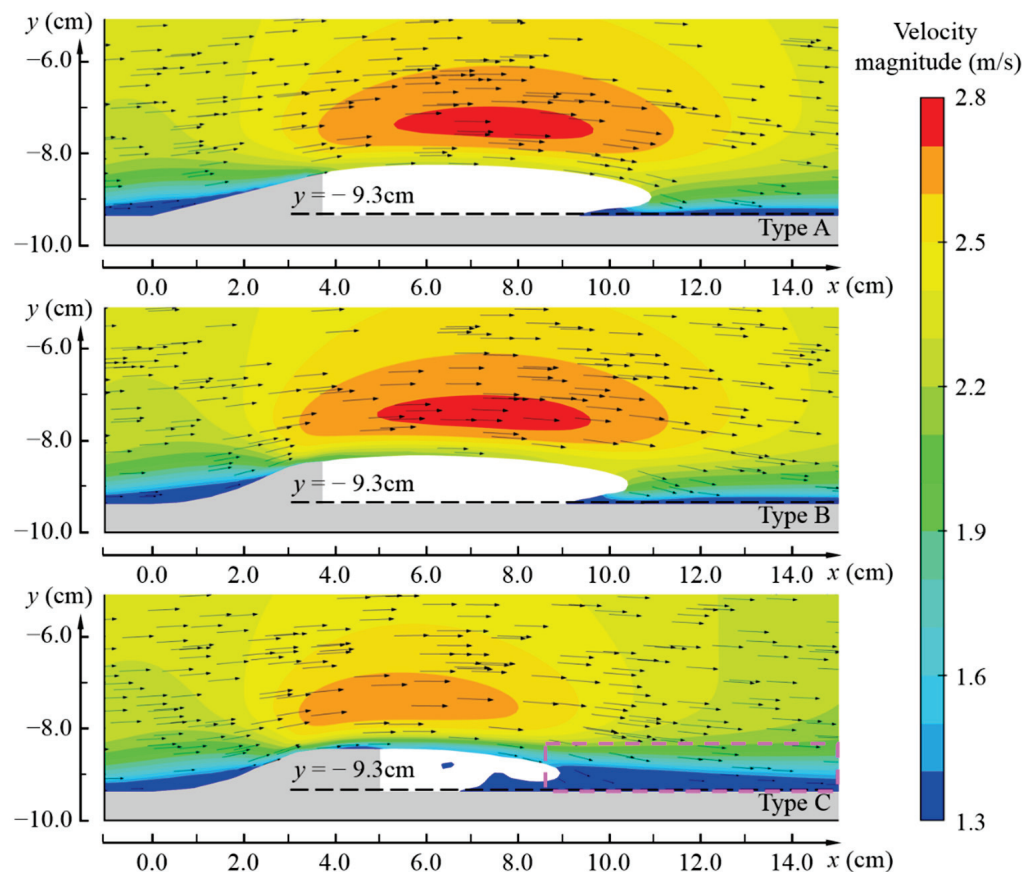 y (cm)
−6.0
−8.0
−10.0
y = − 9.3cm
Type A
0.0 2.0 4.0 6.0 8.0 10.0 12.0 14.0 x (cm)
y (cm)
−6.0
−8.0
−10.0
y = − 9.3cm
Type B
0.0 2.0 4.0 6.0 8.0 10.0 12.0 14.0 x (cm)
y (cm)
−6.0
−8.0
−10.0
y = − 9.3cm
Type C
0.0 2.0 4.0 6.0 8.0 10.0 12.0 14.0 x (cm)
Velocity
magnitude (m/s)
2.8
2.5
2.2
1.9
1.6
1.3